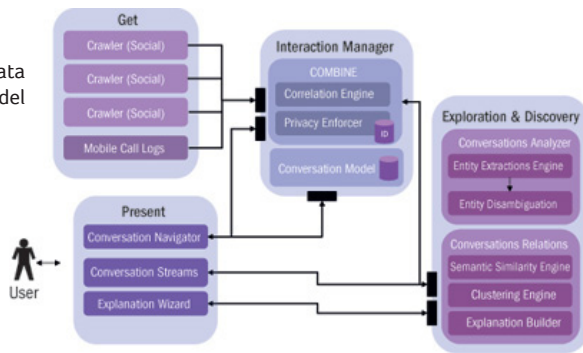 ata
del
Get
Crawler (Social)
Crawler (Social)
Crawler (Social)
Mobile Call Logs
Interaction Manager
COMBINE
Correlation Engine
Privacy Enforcer
ID
Conversation Model
Exploration & Discovery
Conversations Analyzer
Entity Extractions Engine
Entity Disambiguation
Conversations Relations
Semantic Similarity Engine
Clustering Engine
Explanation Builder
Present
Conversation Navigator
Conversation Streams
Explanation Wizard
User